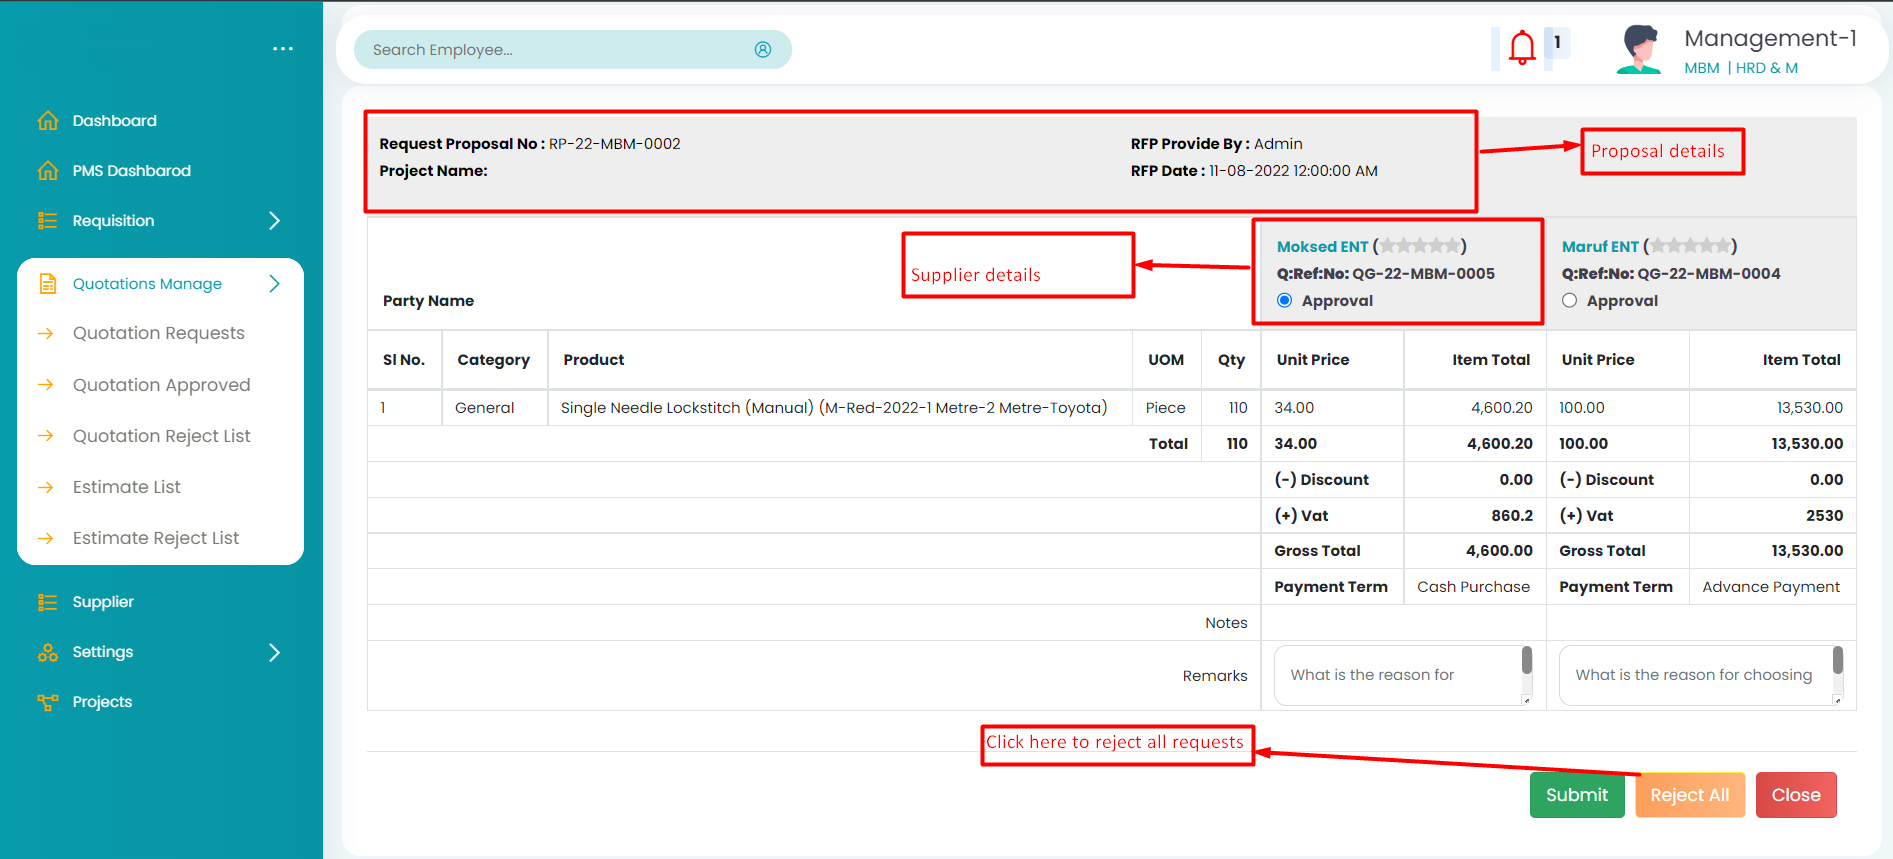 ...
Search Employee...
1
Management-1
MBM | HRD & M
Dashboard
PMS Dashbarod
Requisition
Quotations Manage
Quotation Requests
Quotation Approved
Quotation Reject List
Estimate List
Estimate Reject List
Supplier
Settings
Projects
Request Proposal No : RP-22-MBM-0002
RFP Provide By : Admin
Project Name:
RFP Date : 11-08-2022 12:00:00 AM
Proposal details
Supplier details
Party Name
Moksed ENT (★★★★★)
Q:Ref:No: QG-22-MBM-0005
Approval
Maruf ENT (★★★★★)
Q:Ref:No: QG-22-MBM-0004
Approval
Sl No. Category Product UOM Qty Unit Price Item Total Unit Price Item Total
1 General Single Needle Lockstitch (Manual) (M-Red-2022-1 Metre-2 Metre-Toyota) Piece 110 34.00 4,600.20 100.00 13,530.00
Total 110 34.00 4,600.20 100.00 13,530.00
(-) Discount 0.00 (-) Discount 0.00
(+) Vat 860.2 (+) Vat 2530
Gross Total 4,600.00 Gross Total 13,530.00
Payment Term Cash Purchase Payment Term Advance Payment
Notes
Remarks What is the reason for What is the reason for choosing
Click here to reject all requests
Submit Reject All Close